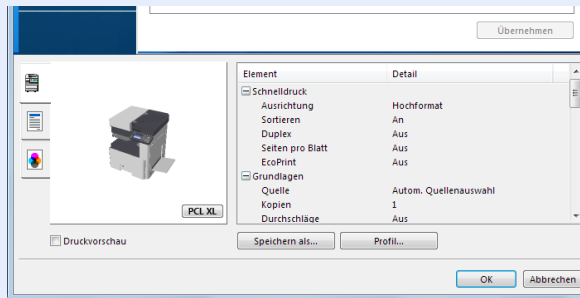 Übernehmen
Element Detail
Schnelldruck
Ausrichtung Hochformat
Sortieren An
Duplex Aus
Seiten pro Blatt Aus
EcoPrint Aus
Grundlagen
Quelle Autom. Quellenauswahl
Kopien 1
Durchschläge Aus
PCL XL
Druckvorschau Speichern als... Profil...
OK Abbrechen